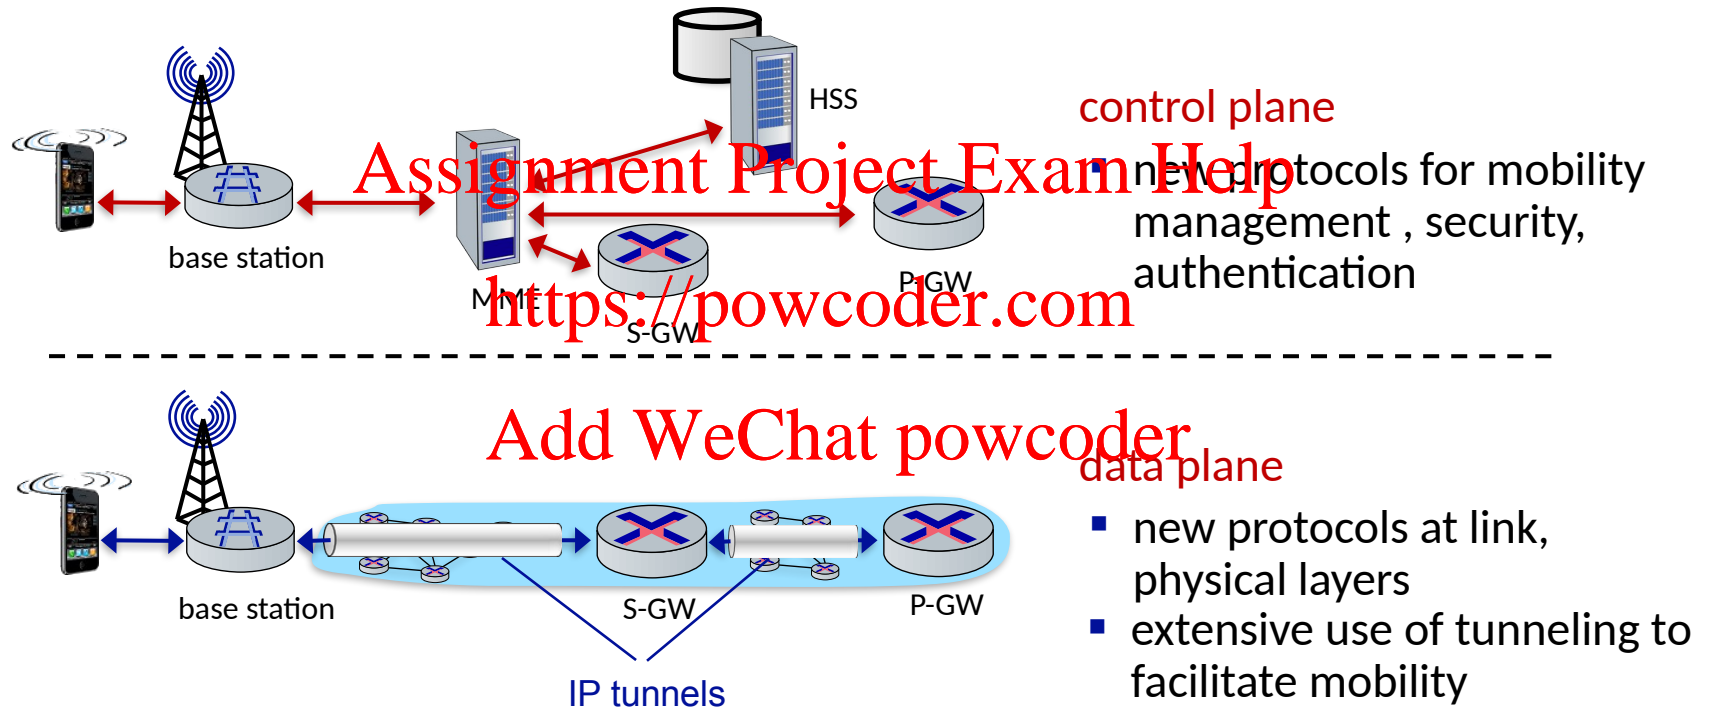 HSS
control plane
Assignment Project Exam Help
new protocols for mobility
management , security,
authentication
base station
MME
P-GW
https://powcoder.com
S-GW
Add WeChat powcoder
data plane
new protocols at link,
physical layers
base station
S-GW
P-GW
extensive use of tunneling to
facilitate mobility
IP tunnels